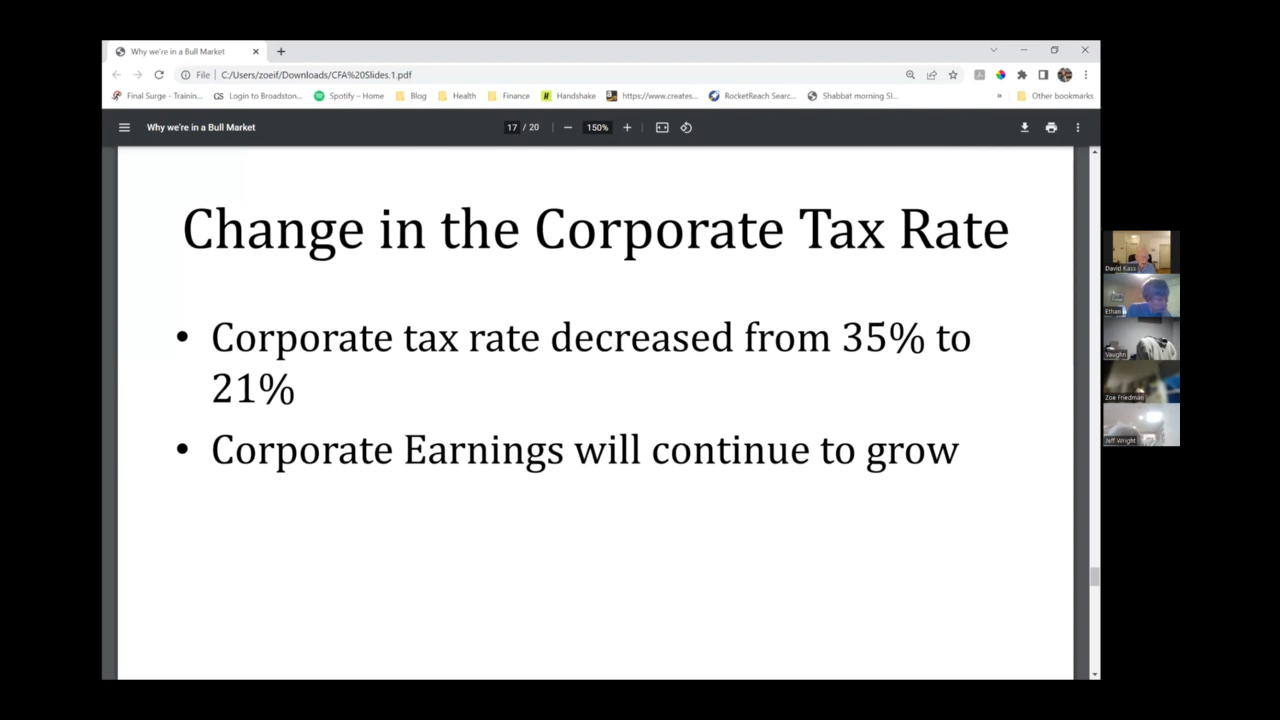 Why we're in a Bull Market
File
C:/Users/zoeif/Downloads/CFA%20Slides.1.pdf
Final Surge - Trainin...
GS Login to Broadston...
Spotify – Home
Blog
Health
Finance
Handshake
https://www.creates...
RocketReach Searc...
Shabbat morning Sl...
»
Other bookmarks
Why we're in a Bull Market
17 / 20
150%
Change in the Corporate Tax Rate
• Corporate tax rate decreased from 35% to
21%
• Corporate Earnings will continue to grow
David Kass
Ethan
Vaughn
Zoe Friedman
Jeff Wright